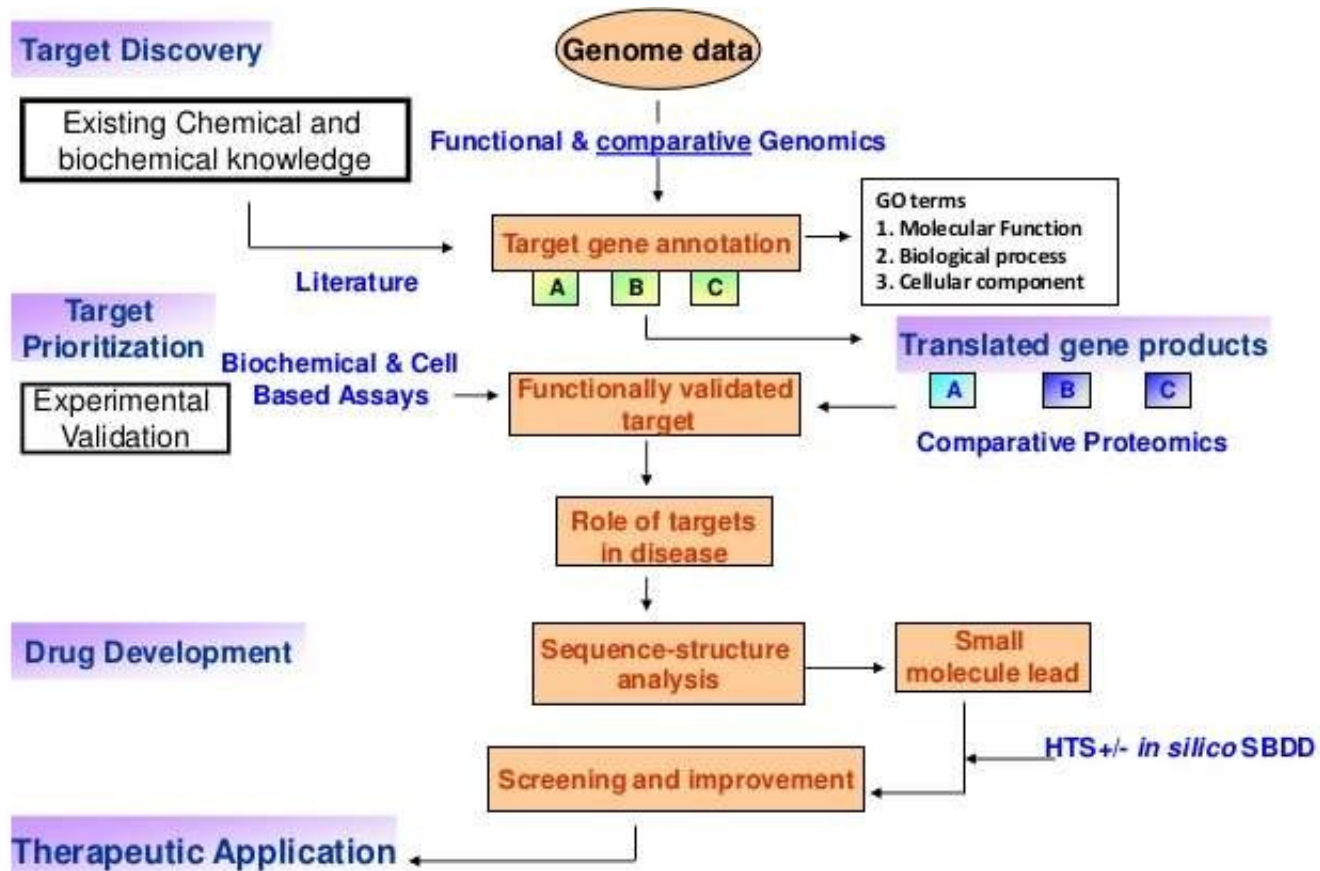 Target Discovery
Genome data
Existing Chemical and
biochemical knowledge
Functional & comparative Genomics
GO terms
1. Molecular Function
2. Biological process
3. Cellular component
Target gene annotation
A B C
Literature
Target
Prioritization
Translated gene products
A B C
Comparative Proteomics
Biochemical & Cell
Based Assays
Functionally validated
target
Experimental
Validation
Role of targets
in disease
Drug Development
Sequence-structure
analysis
Small
molecule lead
HTS+/- in silico SBDD
Screening and improvement
Therapeutic Application